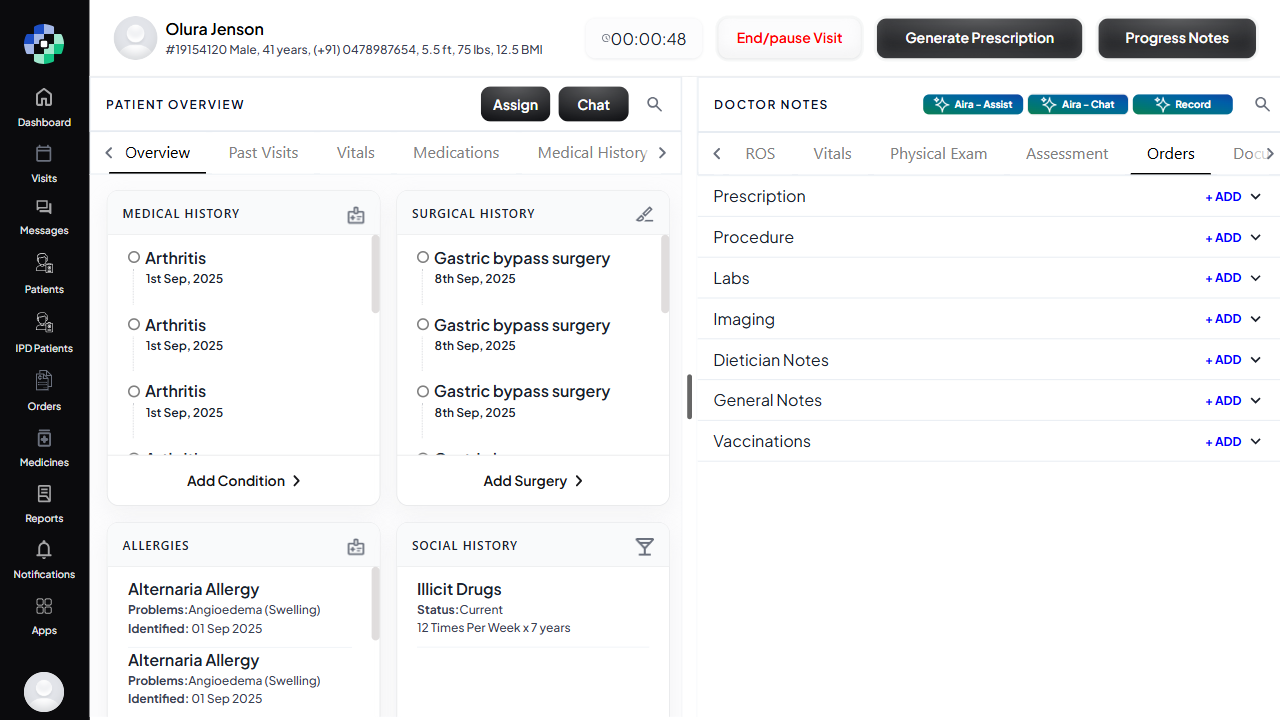 Olura Jenson
#19154120 Male, 41 years, (+91) 0478987654, 5.5 ft, 75 lbs, 12.5 BMI
00:00:48
End/pause Visit
Generate Prescription
Progress Notes
Dashboard
Visits
Messages
Patients
IPD Patients
Orders
Medicines
Reports
Notifications
Apps
PATIENT OVERVIEW
Assign
Chat
Overview
Past Visits
Vitals
Medications
Medical History
MEDICAL HISTORY
Arthritis
1st Sep, 2025
Arthritis
1st Sep, 2025
Arthritis
1st Sep, 2025
Add Condition
SURGICAL HISTORY
Gastric bypass surgery
8th Sep, 2025
Gastric bypass surgery
8th Sep, 2025
Gastric bypass surgery
8th Sep, 2025
Add Surgery
ALLERGIES
Alternaria Allergy
Problems:Angioedema (Swelling)
Identified: 01 Sep 2025
Alternaria Allergy
Problems:Angioedema (Swelling)
Identified: 01 Sep 2025
SOCIAL HISTORY
Illicit Drugs
Status:Current
12 Times Per Week x 7 years
DOCTOR NOTES
Aira - Assist
Aira - Chat
Record
ROS
Vitals
Physical Exam
Assessment
Orders
Prescription
+ ADD
Procedure
+ ADD
Labs
+ ADD
Imaging
+ ADD
Dietician Notes
+ ADD
General Notes
+ ADD
Vaccinations
+ ADD